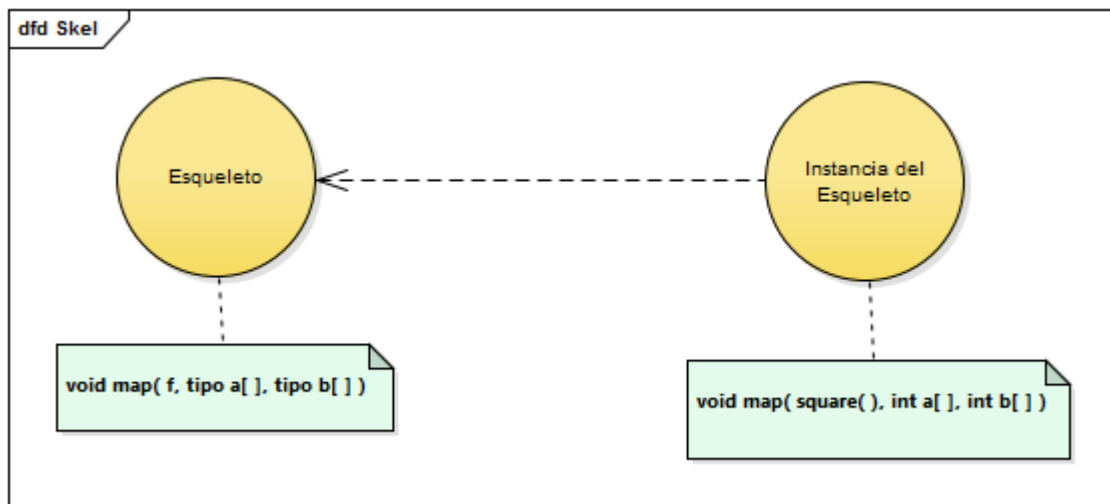 dfd Skel
Esqueleto
Instancia del
Esqueleto
void map( f, tipo a[ ], tipo b[ ] )
void map( square( ), int a[ ], int b[ ] )